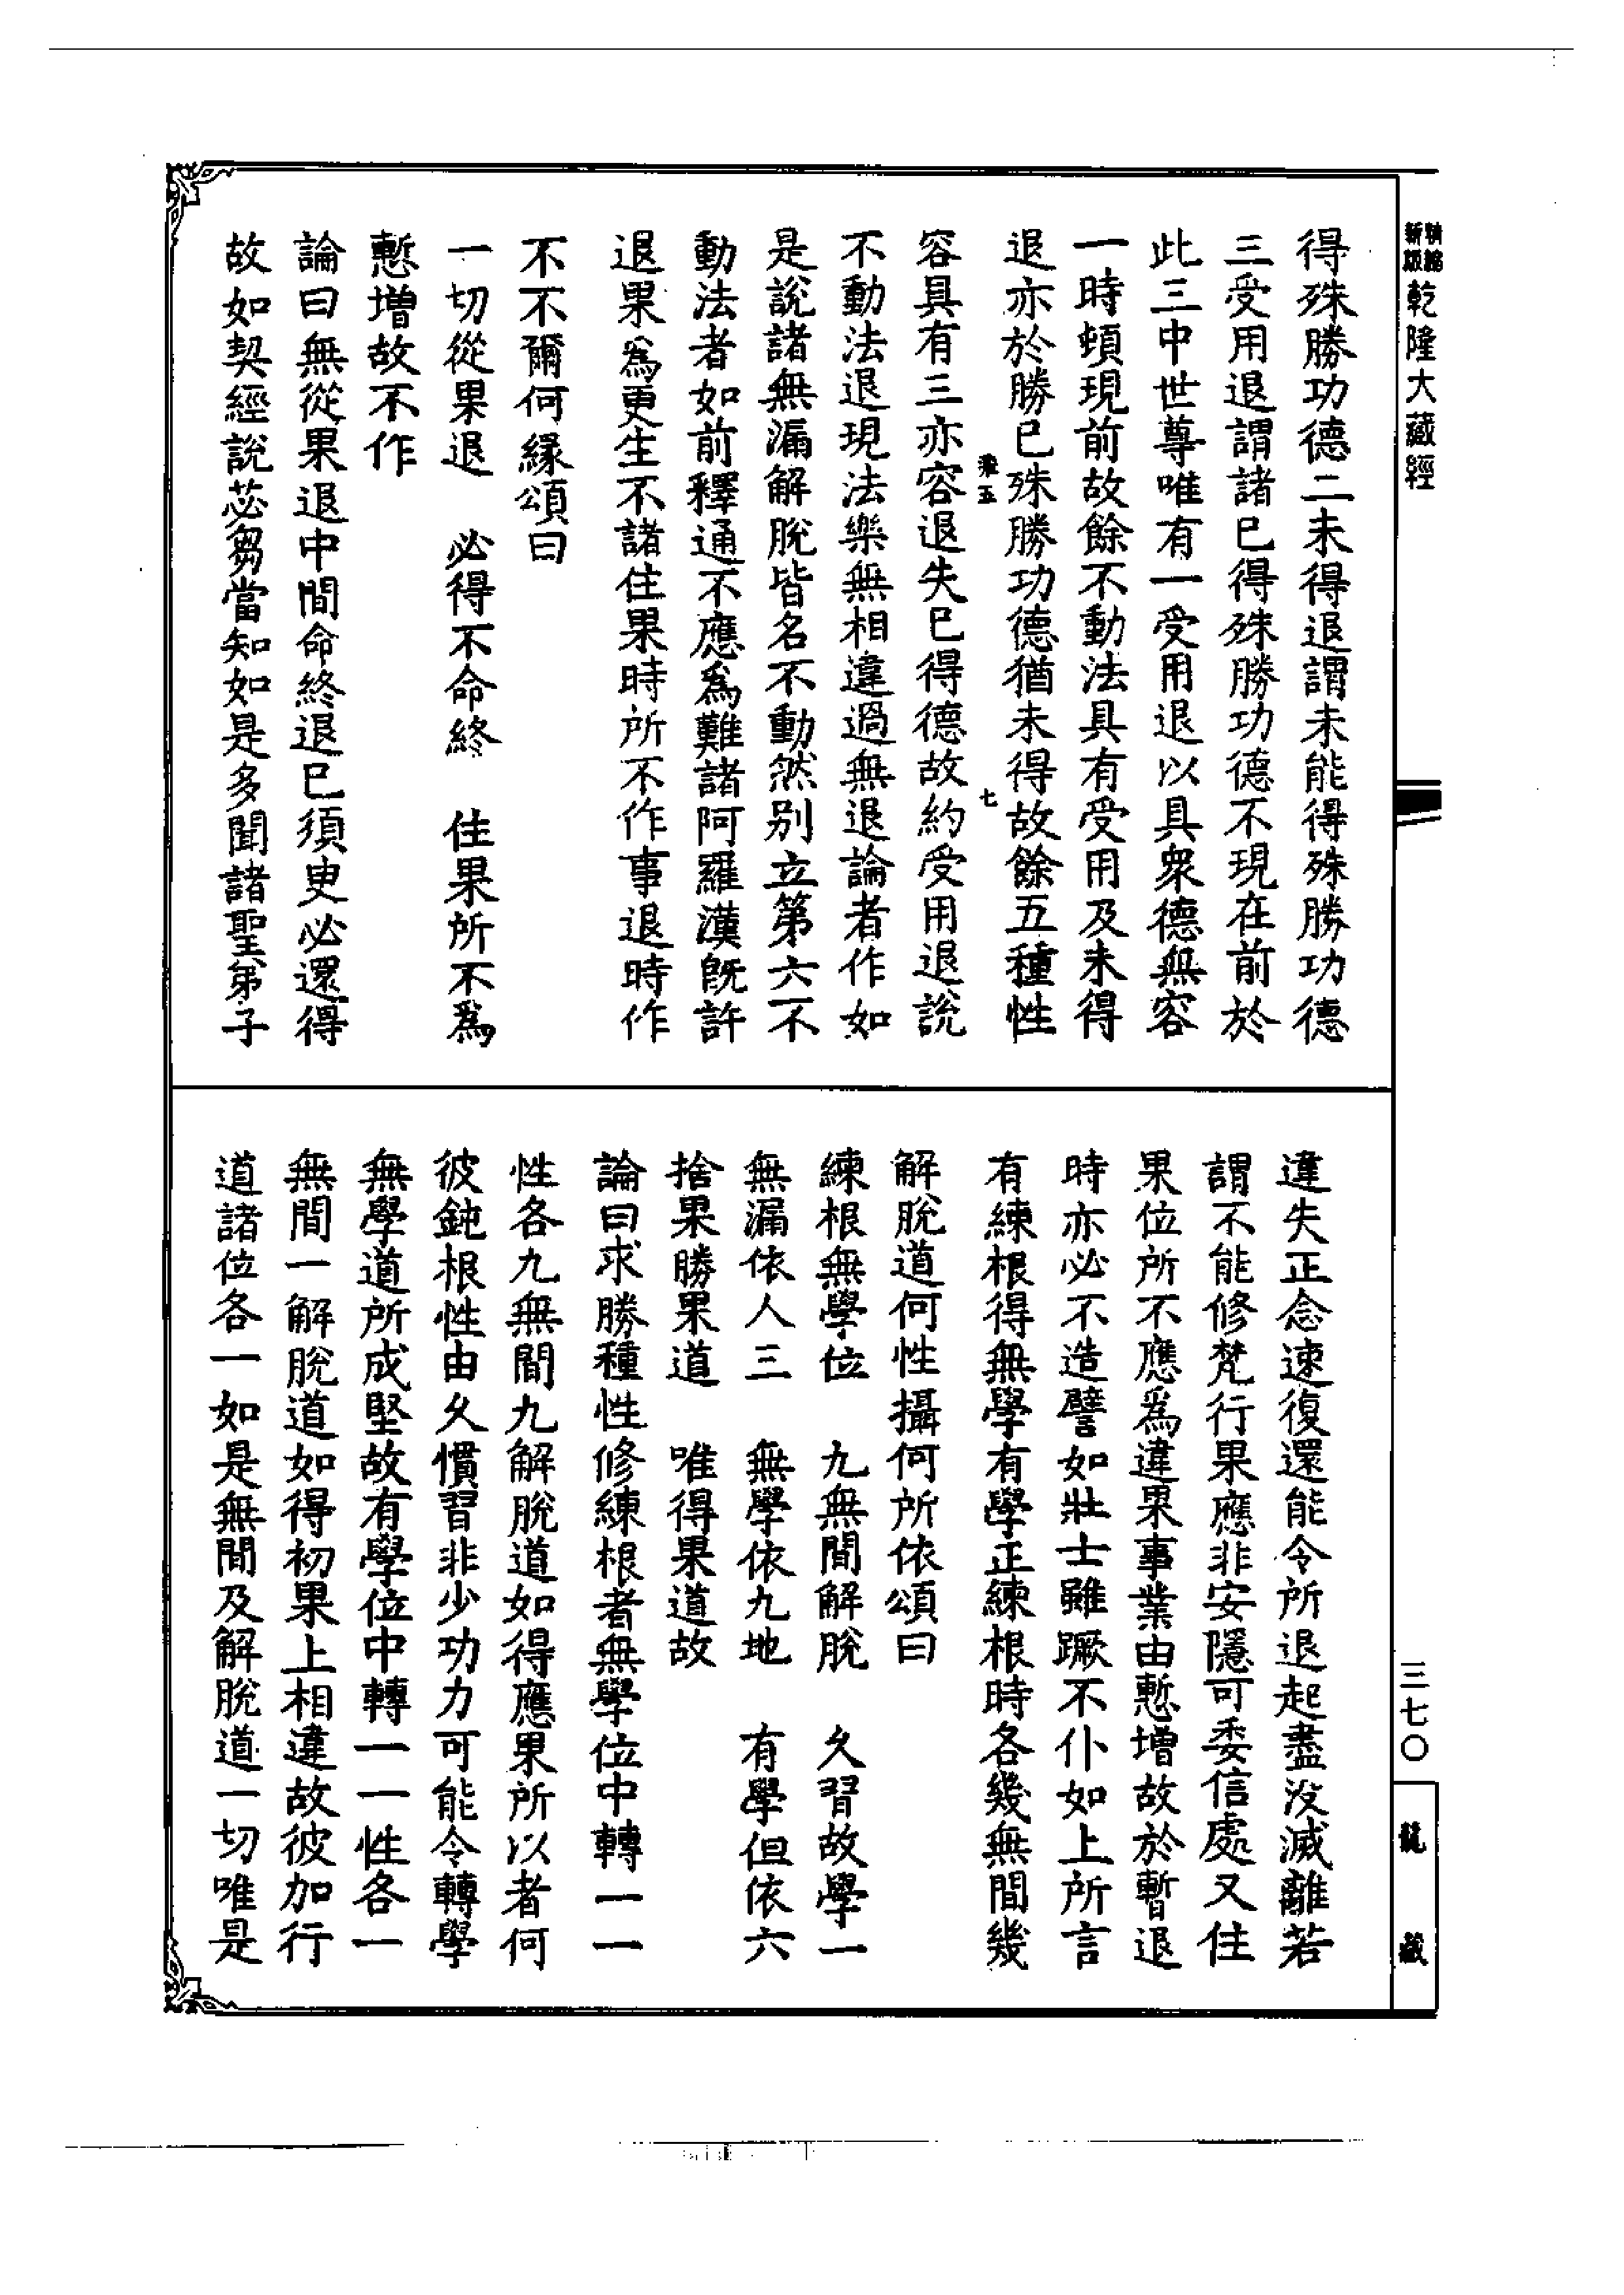 精縮
新版
乾隆大藏經
得殊勝功德二未得退謂未能得殊勝功德
三受用退謂諸已得殊勝功德不現在前於
此三中世尊唯有一受用退以具衆德無容
一時頓現前故餘不動法具有受用及未得
退亦於勝已殊勝功德猶未得故餘五種性
五
七
容具有三亦容退失已得德故約受用退說
不動法退現法樂無相違過無退論者作如
是說諸無漏解脫皆名不動然別立第六不
動法者如前釋通不應為難諸阿羅漢旣許
退果為更生不諸住果時所不作事退時作
不不爾何緣頌曰
一切從果退　必得不命終　住果所不為
慙增故不作
論曰無從果退中間命終退已須臾必還得
故如契經說苾芻當知如是多聞諸聖弟子
違失正念速復還能令所退起盡沒滅離若
謂不能修梵行果應非安隱可委信處又住
果位所不應為違果事業由慙增故於暫退
時亦必不造譬如壯士雖蹶不仆如上所言
有練根得無學有學正練根時各幾無間幾
解脫道何性攝何所依頌曰
練根無學位　九無間解脫　久習故學一
無漏依人三　無學依九地　有學但依六
捨果勝果道　唯得果道故
論曰求勝種性修練根者無學位中轉一一
性各九無間九解脫道如得應果所以者何
彼鈍根性由久慣習非少功力可能令轉學
無學道所成堅故有學位中轉一一性各一
無間一解脫道如得初果上相違故彼加行
道諸位各一如是無間及解脫道一切唯是
三七〇
龍藏